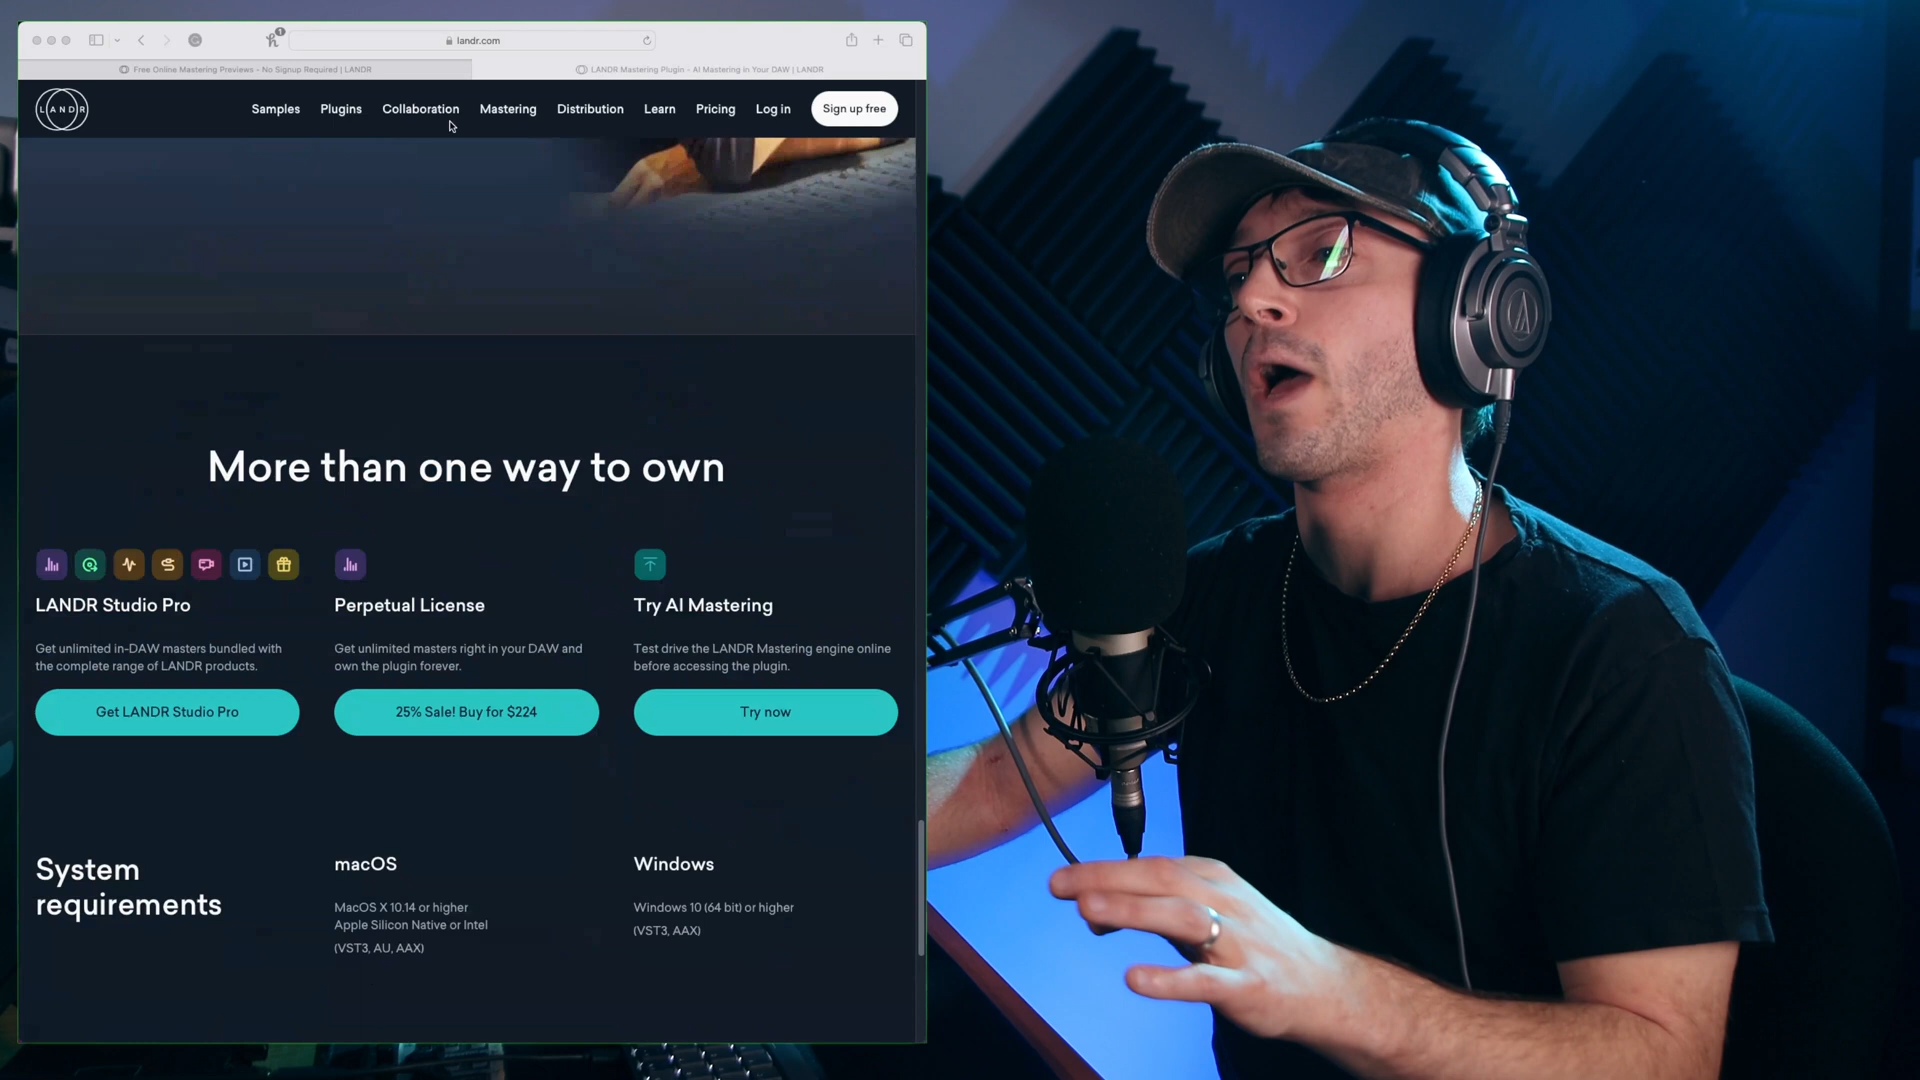 1
landr.com
Free Online Mastering Previews - No Signup Required | LANDR
LANDR Mastering Plugin - AI Mastering in Your DAW | LANDR
LANDR
Samples
Plugins
Collaboration
Mastering
Distribution
Learn
Pricing
Log in
Sign up free
More than one way to own
LANDR Studio Pro
Get unlimited in-DAW masters bundled with
the complete range of LANDR products.
Get LANDR Studio Pro
Perpetual License
Get unlimited masters right in your DAW and
own the plugin forever.
25% Sale! Buy for $224
Try AI Mastering
Test drive the LANDR Mastering engine online
before accessing the plugin.
Try now
System
requirements
macOS
MacOS X 10.14 or higher
Apple Silicon Native or Intel
(VST3, AU, AAX)
Windows
Windows 10 (64 bit) or higher
(VST3, AAX)